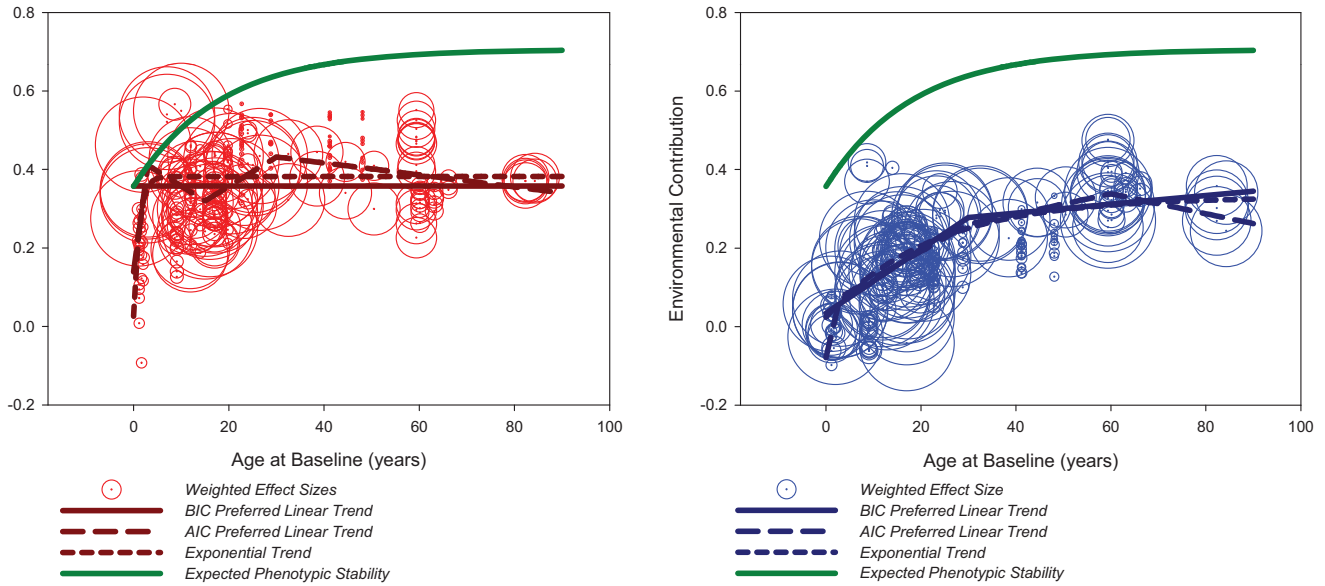 0.8
0.6
0.4
0.2
0.0
-0.2
0
20
40
60
80
100
Age at Baseline (years)
Weighted Effect Sizes
BIC Preferred Linear Trend
AIC Preferred Linear Trend
Exponential Trend
Expected Phenotypic Stability
Environmental Contribution
0.8
0.6
0.4
0.2
0.0
-0.2
0
20
40
60
80
100
Age at Baseline (years)
Weighted Effect Size
BIC Preferred Linear Trend
AIC Preferred Linear Trend
Exponential Trend
Expected Phenotypic Stability